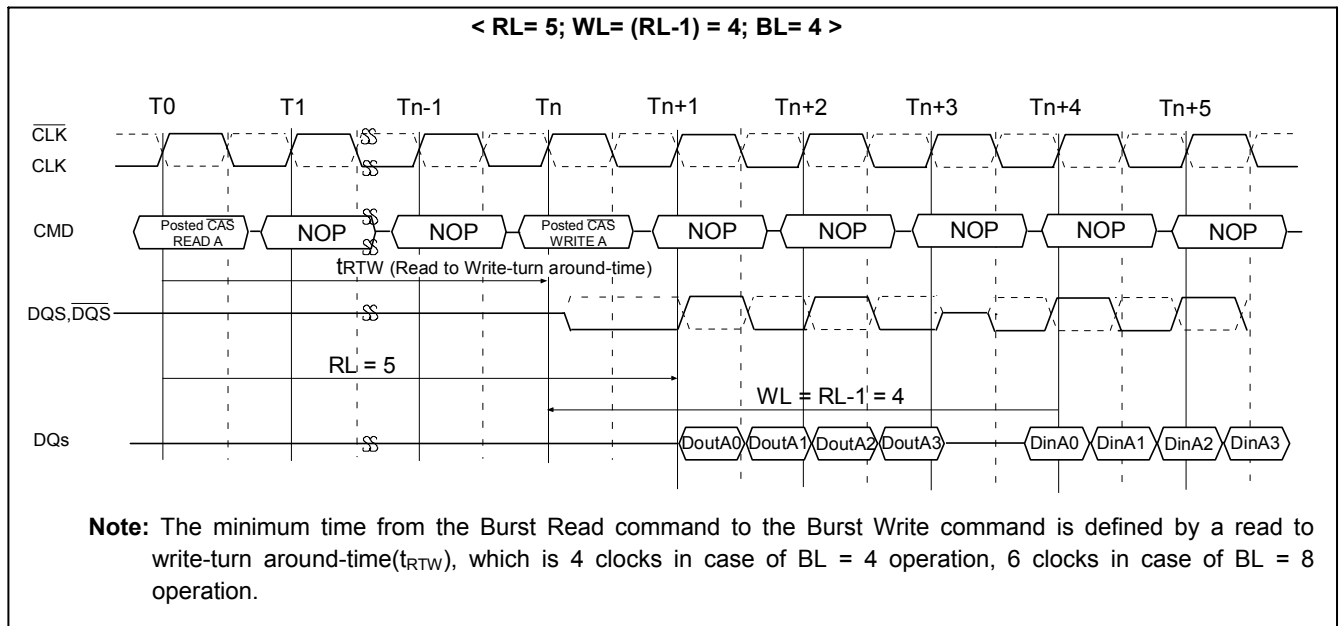 < RL= 5; WL= (RL-1) = 4; BL= 4 >
T0 T1 Tn-1 Tn Tn+1 Tn+2 Tn+3 Tn+4 Tn+5
CLK
CLK
CMD
Posted CAS
READ A
NOP
NOP
Posted CAS
WRITE A
NOP
NOP
NOP
NOP
NOP
tRTW (Read to Write-turn around-time)
DQS,DQS
RL = 5
WL = RL-1 = 4
DQs
DoutA0 DoutA1 DoutA2 DoutA3 DinA0 DinA1 DinA2 DinA3
Note: The minimum time from the Burst Read command to the Burst Write command is defined by a read to
write-turn around-time(tRTW), which is 4 clocks in case of BL = 4 operation, 6 clocks in case of BL = 8
operation.